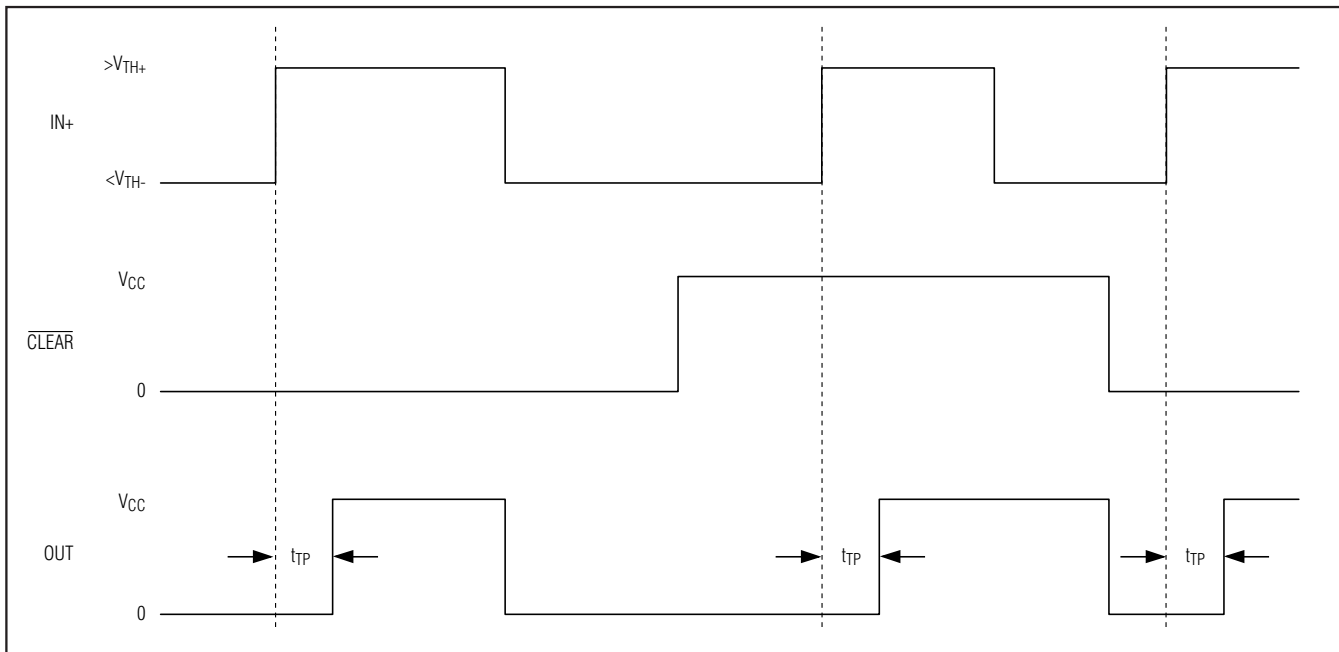 >VTH+
IN+
<VTH-
VCC
CLEAR
0
VCC
OUT
tTP
tTP
tTP
0